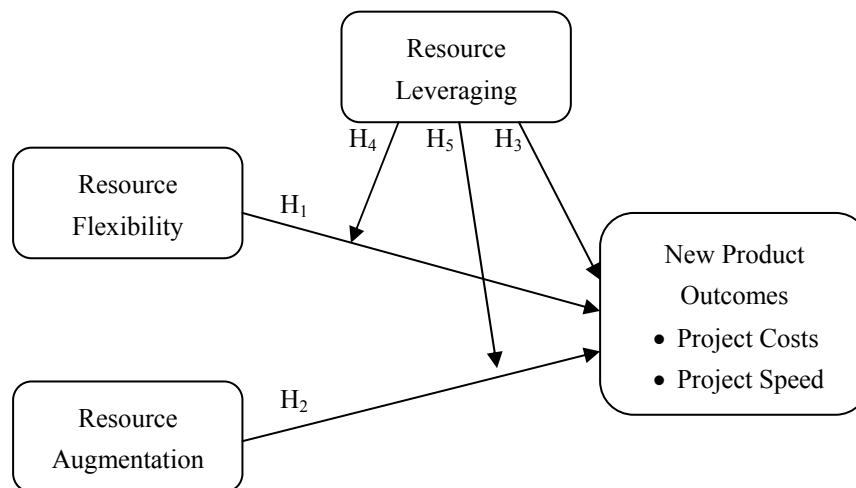 Resource
Leveraging
H₄ H₅ H₃
Resource
Flexibility
H₁
New Product
Outcomes
• Project Costs
• Project Speed
Resource
Augmentation
H₂